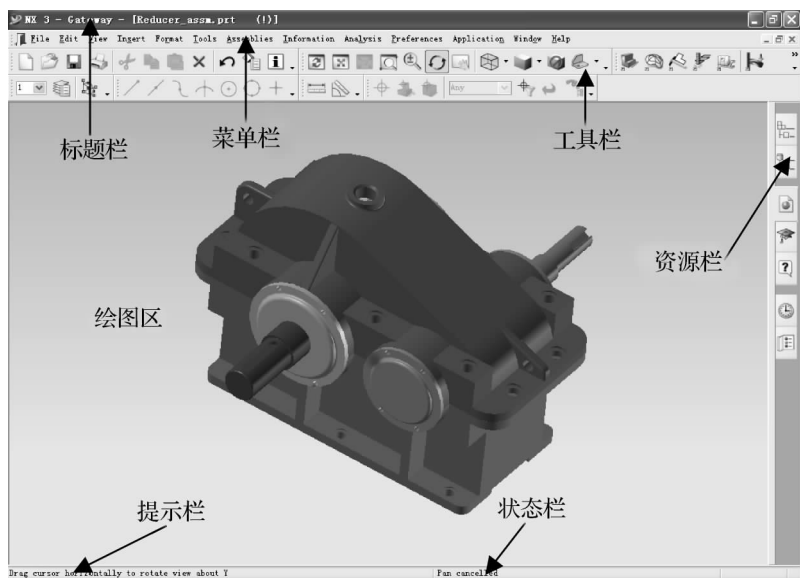 NX 3 - Gateway - [Reducer_assm.prt (!)]
File Edit View Insert Format Tools Assemblies Information Analysis Preferences Application Window Help
1
Any
标题栏
菜单栏
工具栏
资源栏
绘图区
提示栏
状态栏
Drag cursor horizontally to rotate view about Y
Pan cancelled